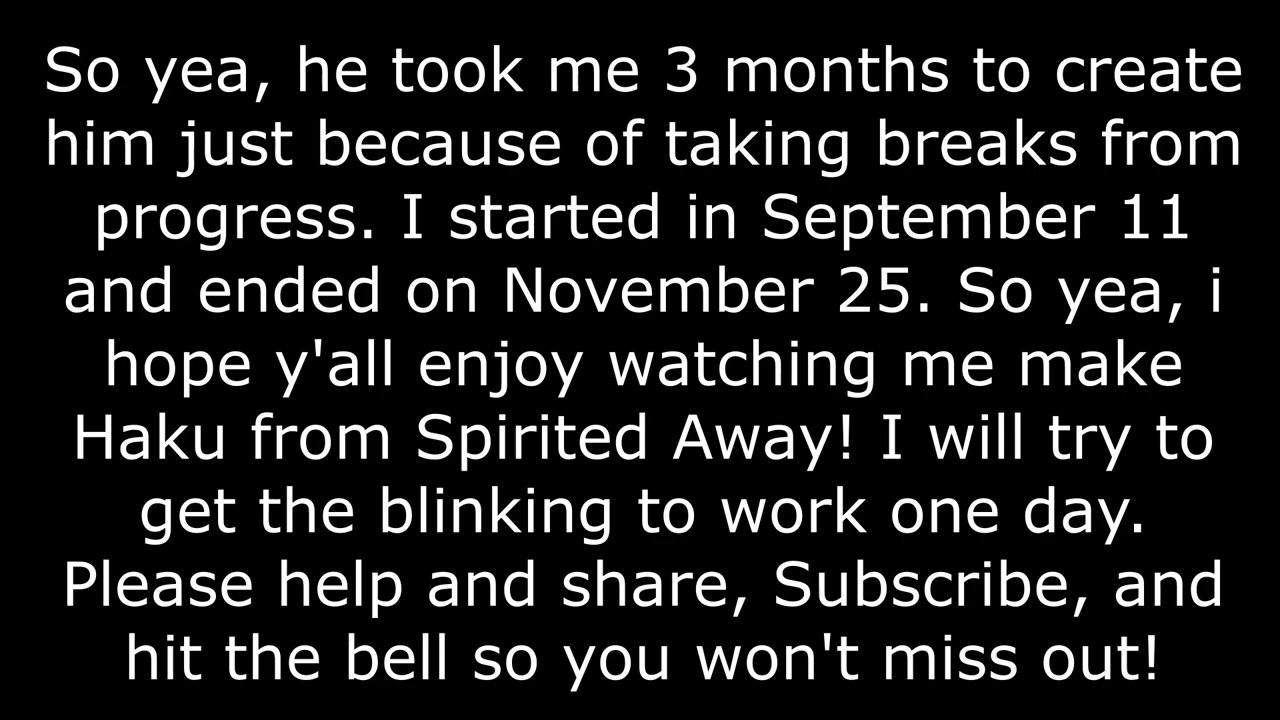 So yea, he took me 3 months to create
him just because of taking breaks from
progress. I started in September 11
and ended on November 25. So yea, i
hope y'all enjoy watching me make
Haku from Spirited Away! I will try to
get the blinking to work one day.
Please help and share, Subscribe, and
hit the bell so you won't miss out!